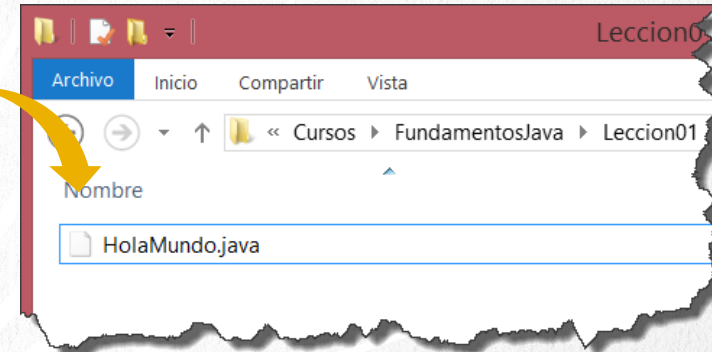 Leccion0
Archivo Inicio Compartir Vista
« Cursos FundamentosJava Leccion01
Nombre
HolaMundo.java